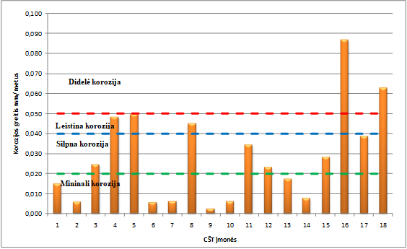 0,100
0,090
0,080
0,070
0,060
0,050
0,040
0,030
0,020
0,010
0,000
Korozijos greitis mm/metus
Didelė korozija
Leistina korozija
Silpna korozija
Mininali korozija
1 2 3 4 5 6 7 8 9 10 11 12 13 14 15 16 17 18
CŠT įmonės